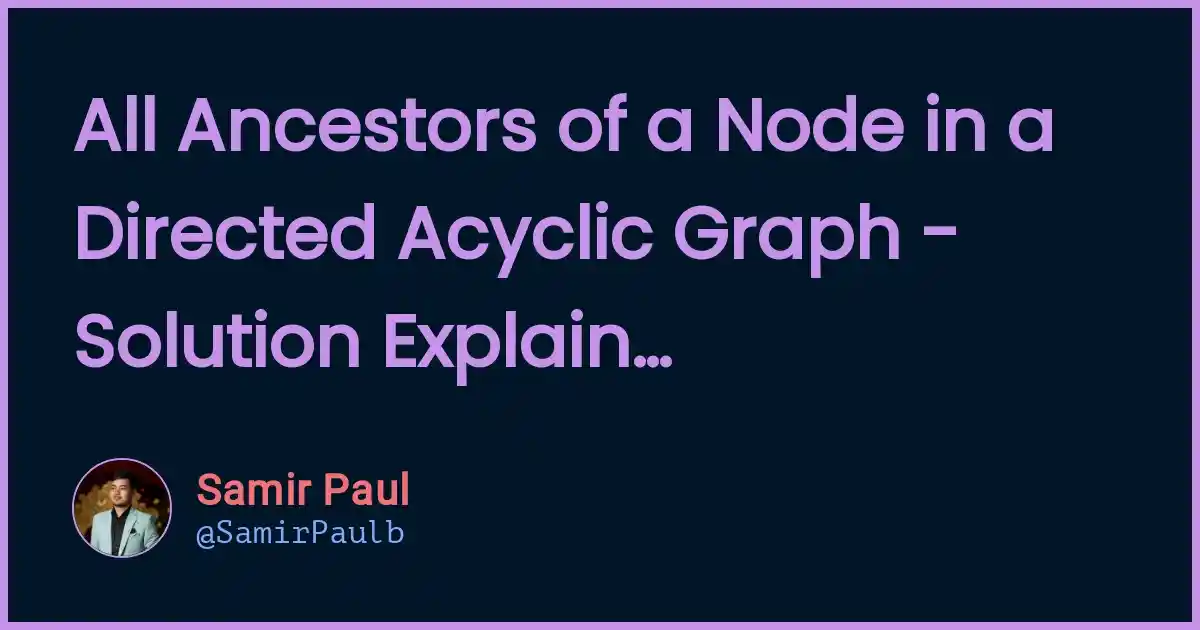 All Ancestors of a Node in a
Directed Acyclic Graph -
Solution Explain...
Samir Paul
@SamirPaulb